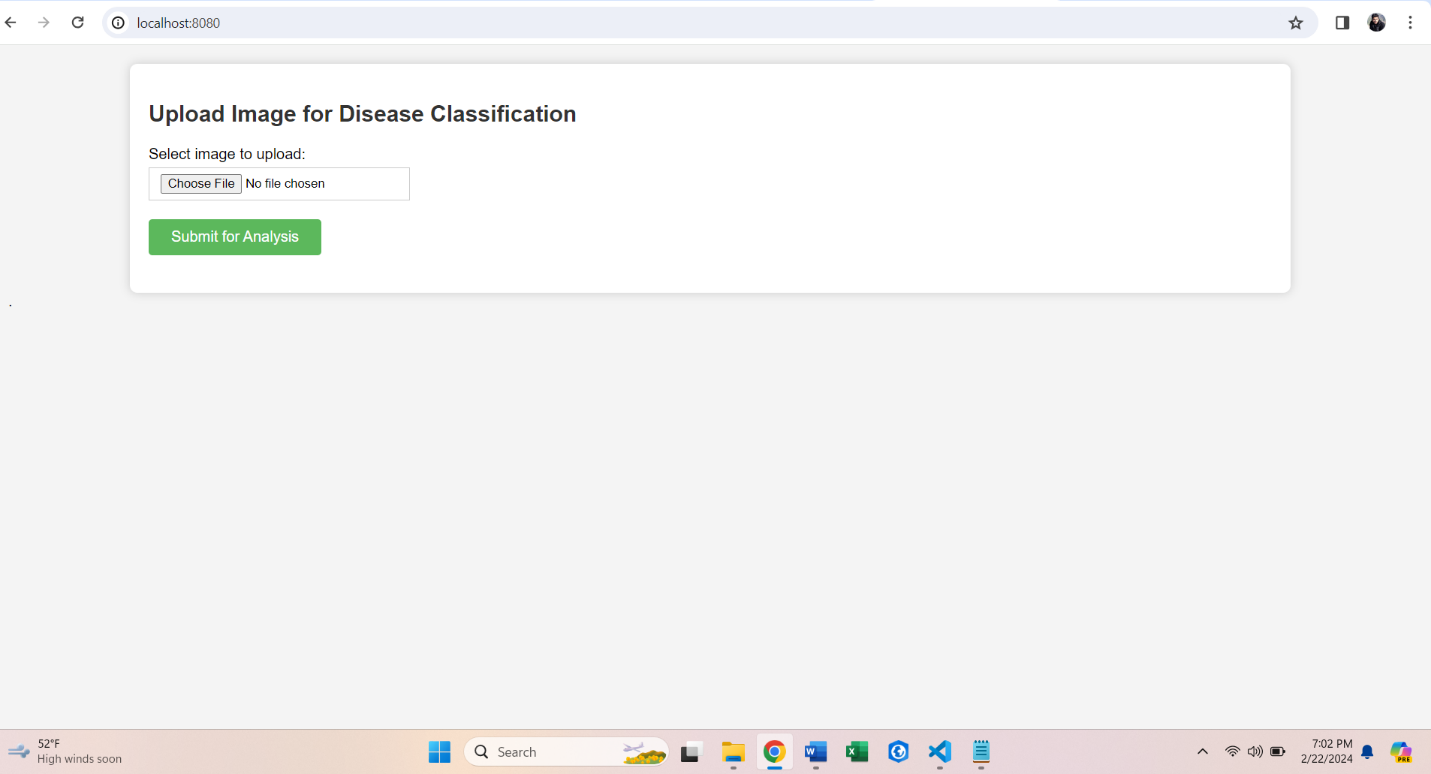 localhost:8080
Upload Image for Disease Classification
Select image to upload:
Choose File No file chosen
Submit for Analysis
.
52°F
High winds soon
Search
W
X
7:02 PM
2/22/2024
PRE